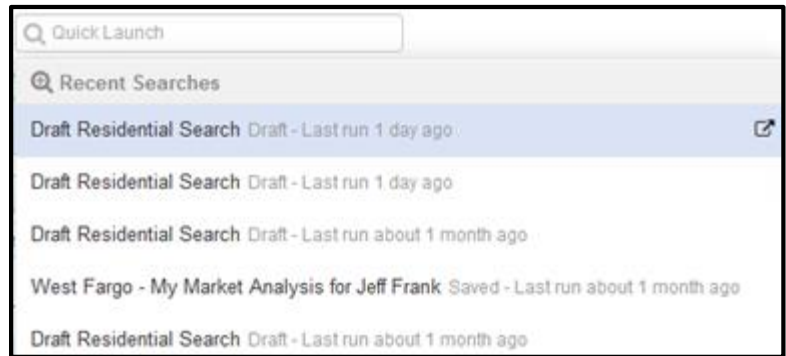 Quick Launch
Recent Searches
Draft Residential Search Draft - Last run 1 day ago
Draft Residential Search Draft - Last run 1 day ago
Draft Residential Search Draft - Last run about 1 month ago
West Fargo - My Market Analysis for Jeff Frank Saved - Last run about 1 month ago
Draft Residential Search Draft - Last run about 1 month ago